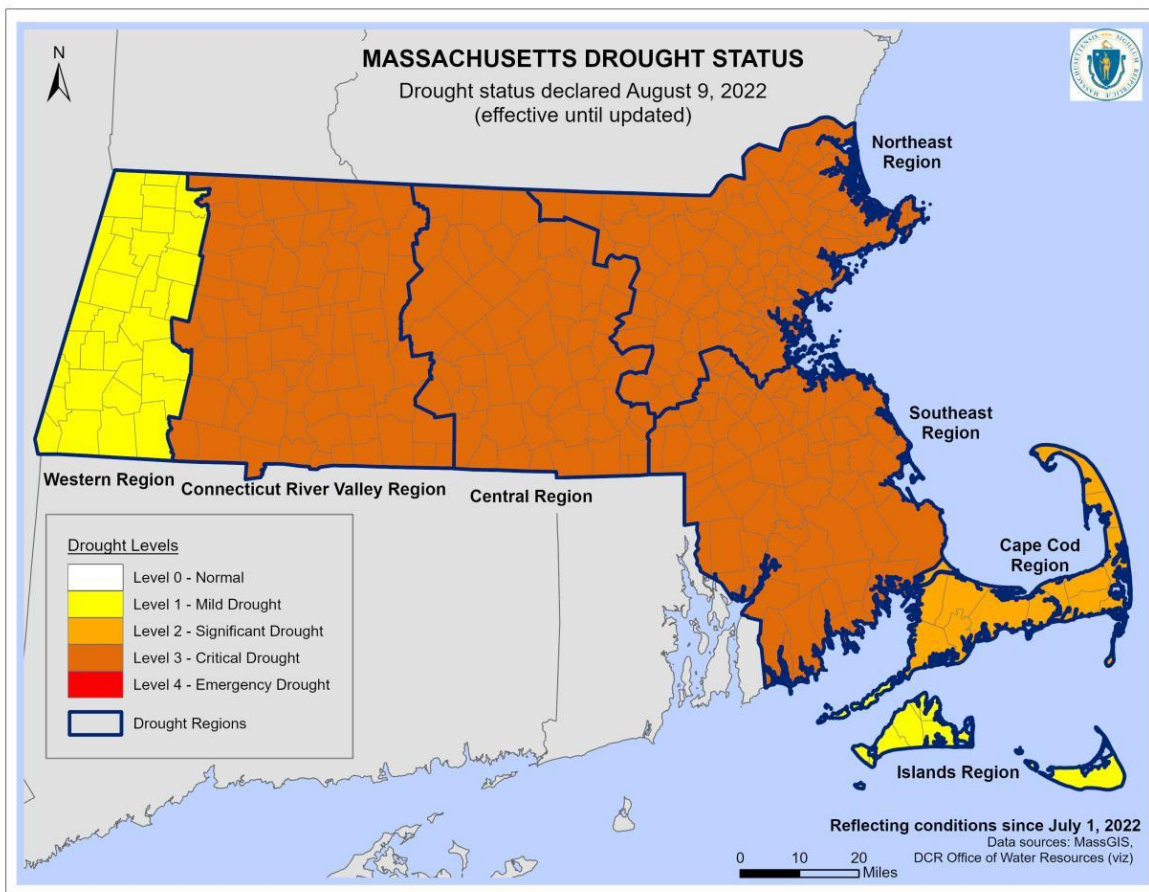 MASSACHUSETTS DROUGHT STATUS
Drought status declared August 9, 2022
(effective until updated)
N
Northeast
Region
Southeast
Region
Cape Cod
Region
Western Region
Connecticut River Valley Region
Central Region
Islands Region
Drought Levels
Level 0 - Normal
Level 1 - Mild Drought
Level 2 - Significant Drought
Level 3 - Critical Drought
Level 4 - Emergency Drought
Drought Regions
Reflecting conditions since July 1, 2022
Data sources: MassGIS,
DCR Office of Water Resources (viz)
0 10 20
Miles